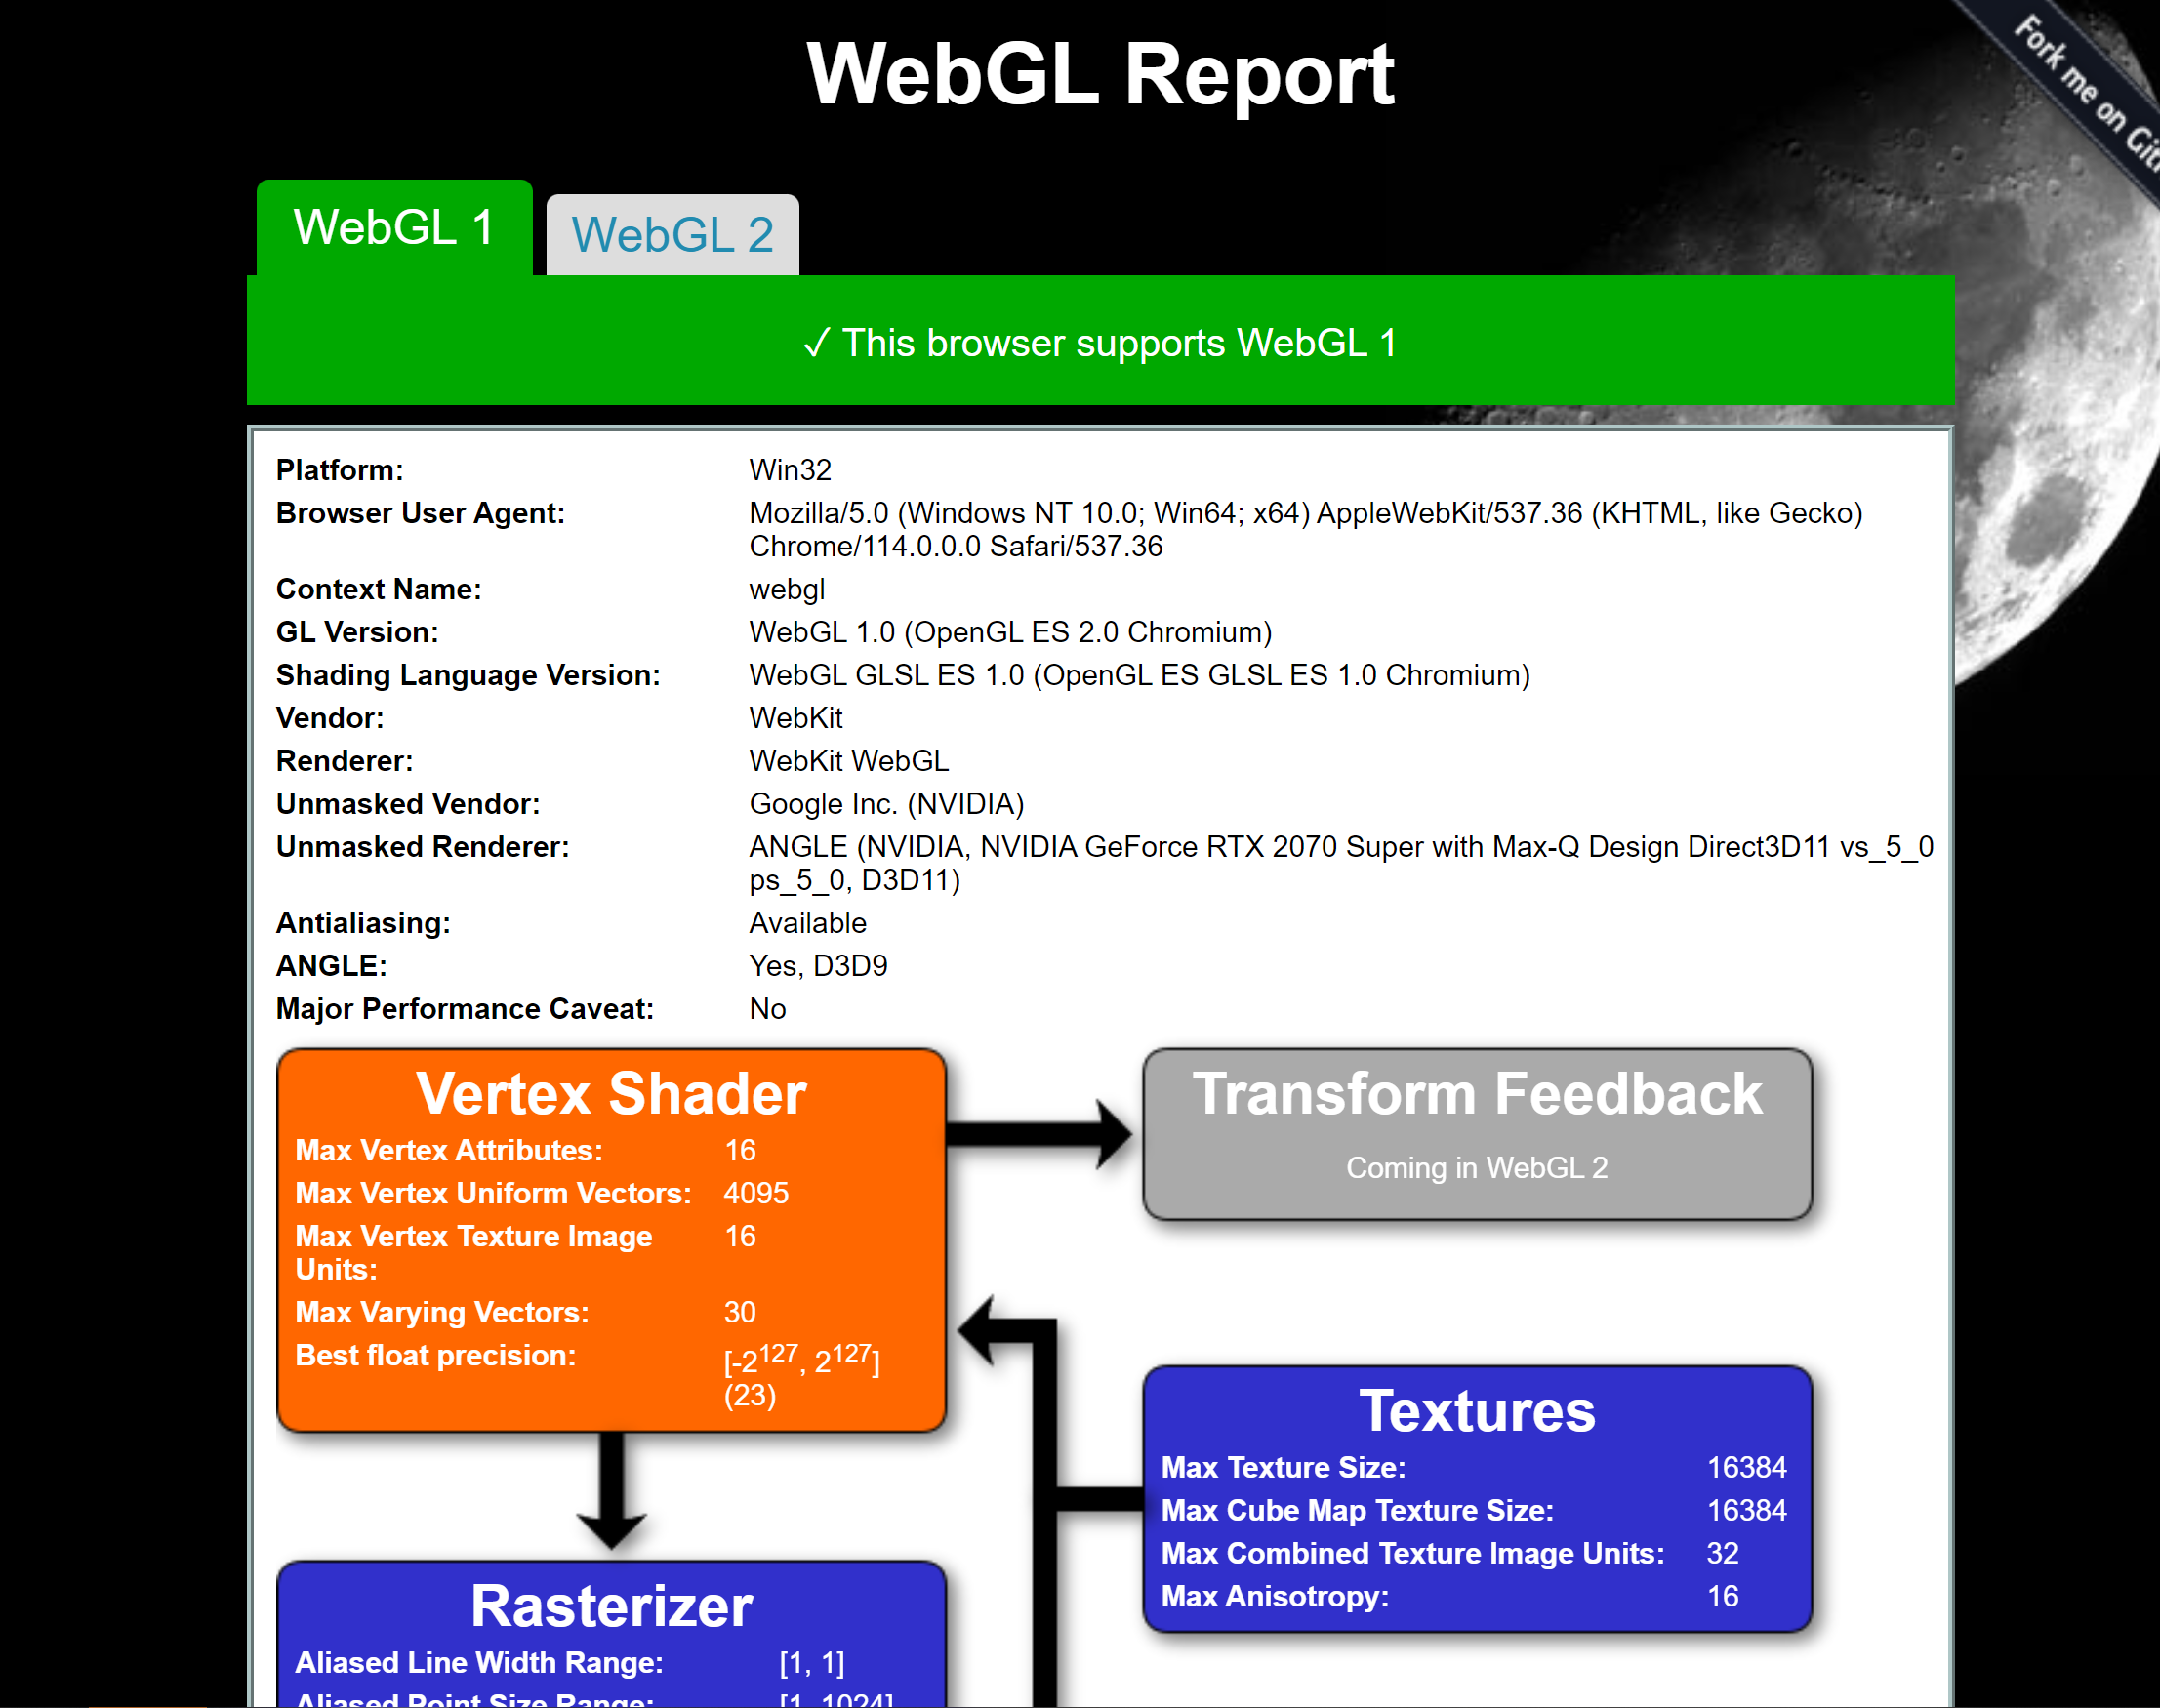 WebGL Report
Fork me on Git
WebGL 1
WebGL 2
✓ This browser supports WebGL 1
Platform: Win32
Browser User Agent: Mozilla/5.0 (Windows NT 10.0; Win64; x64) AppleWebKit/537.36 (KHTML, like Gecko)
Chrome/114.0.0.0 Safari/537.36
Context Name: webgl
GL Version: WebGL 1.0 (OpenGL ES 2.0 Chromium)
Shading Language Version: WebGL GLSL ES 1.0 (OpenGL ES GLSL ES 1.0 Chromium)
Vendor: WebKit
Renderer: WebKit WebGL
Unmasked Vendor: Google Inc. (NVIDIA)
Unmasked Renderer: ANGLE (NVIDIA, NVIDIA GeForce RTX 2070 Super with Max-Q Design Direct3D11 vs_5_0
ps_5_0, D3D11)
Antialiasing: Available
ANGLE: Yes, D3D9
Major Performance Caveat: No
Vertex Shader
Max Vertex Attributes: 16
Max Vertex Uniform Vectors: 4095
Max Vertex Texture Image 16
Units:
Max Varying Vectors: 30
Best float precision: [-2^127, 2^127]
(23)
Transform Feedback
Coming in WebGL 2
Textures
Max Texture Size: 16384
Max Cube Map Texture Size: 16384
Max Combined Texture Image Units: 32
Max Anisotropy: 16
Rasterizer
Aliased Line Width Range: [1, 1]
Aliased Point Size Range: [1, 1024]